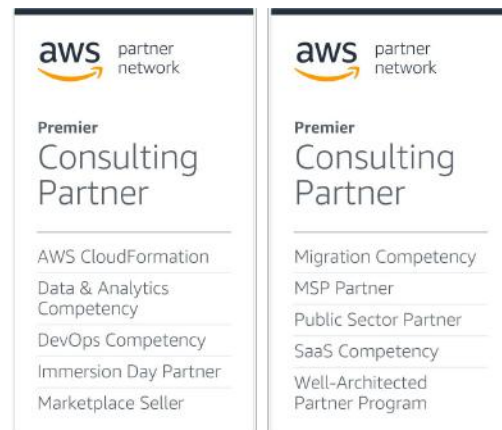 aws partner
network
Premier
Consulting
Partner
AWS CloudFormation
Data & Analytics
Competency
DevOps Competency
Immersion Day Partner
Marketplace Seller
aws partner
network
Premier
Consulting
Partner
Migration Competency
MSP Partner
Public Sector Partner
SaaS Competency
Well-Architected
Partner Program